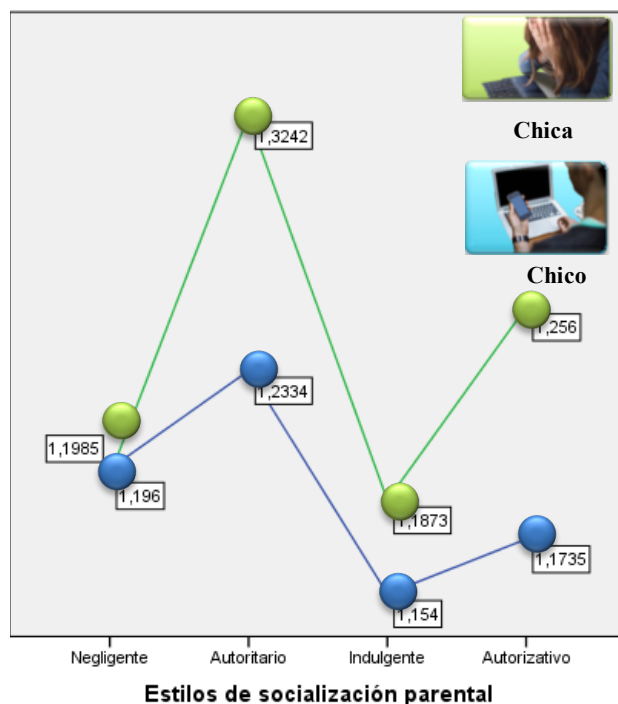 Chica
1,3242
Chico
1,256
1,2334
1,1985
1,196
1,1873
1,1735
1,154
Negligente
Autoritario
Indulgente
Autorizativo
Estilos de socialización parental